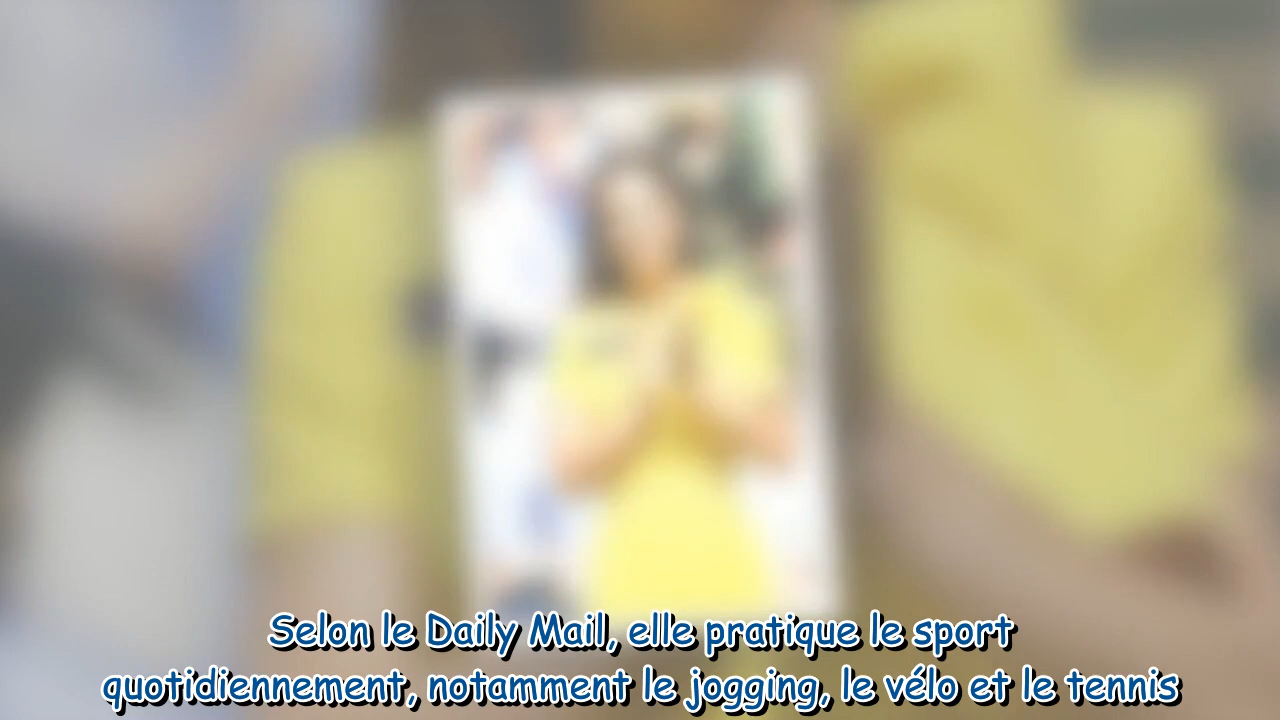 Selon le Daily Mail, elle pratique le sport
quotidiennement, notamment le jogging, le vélo et le tennis